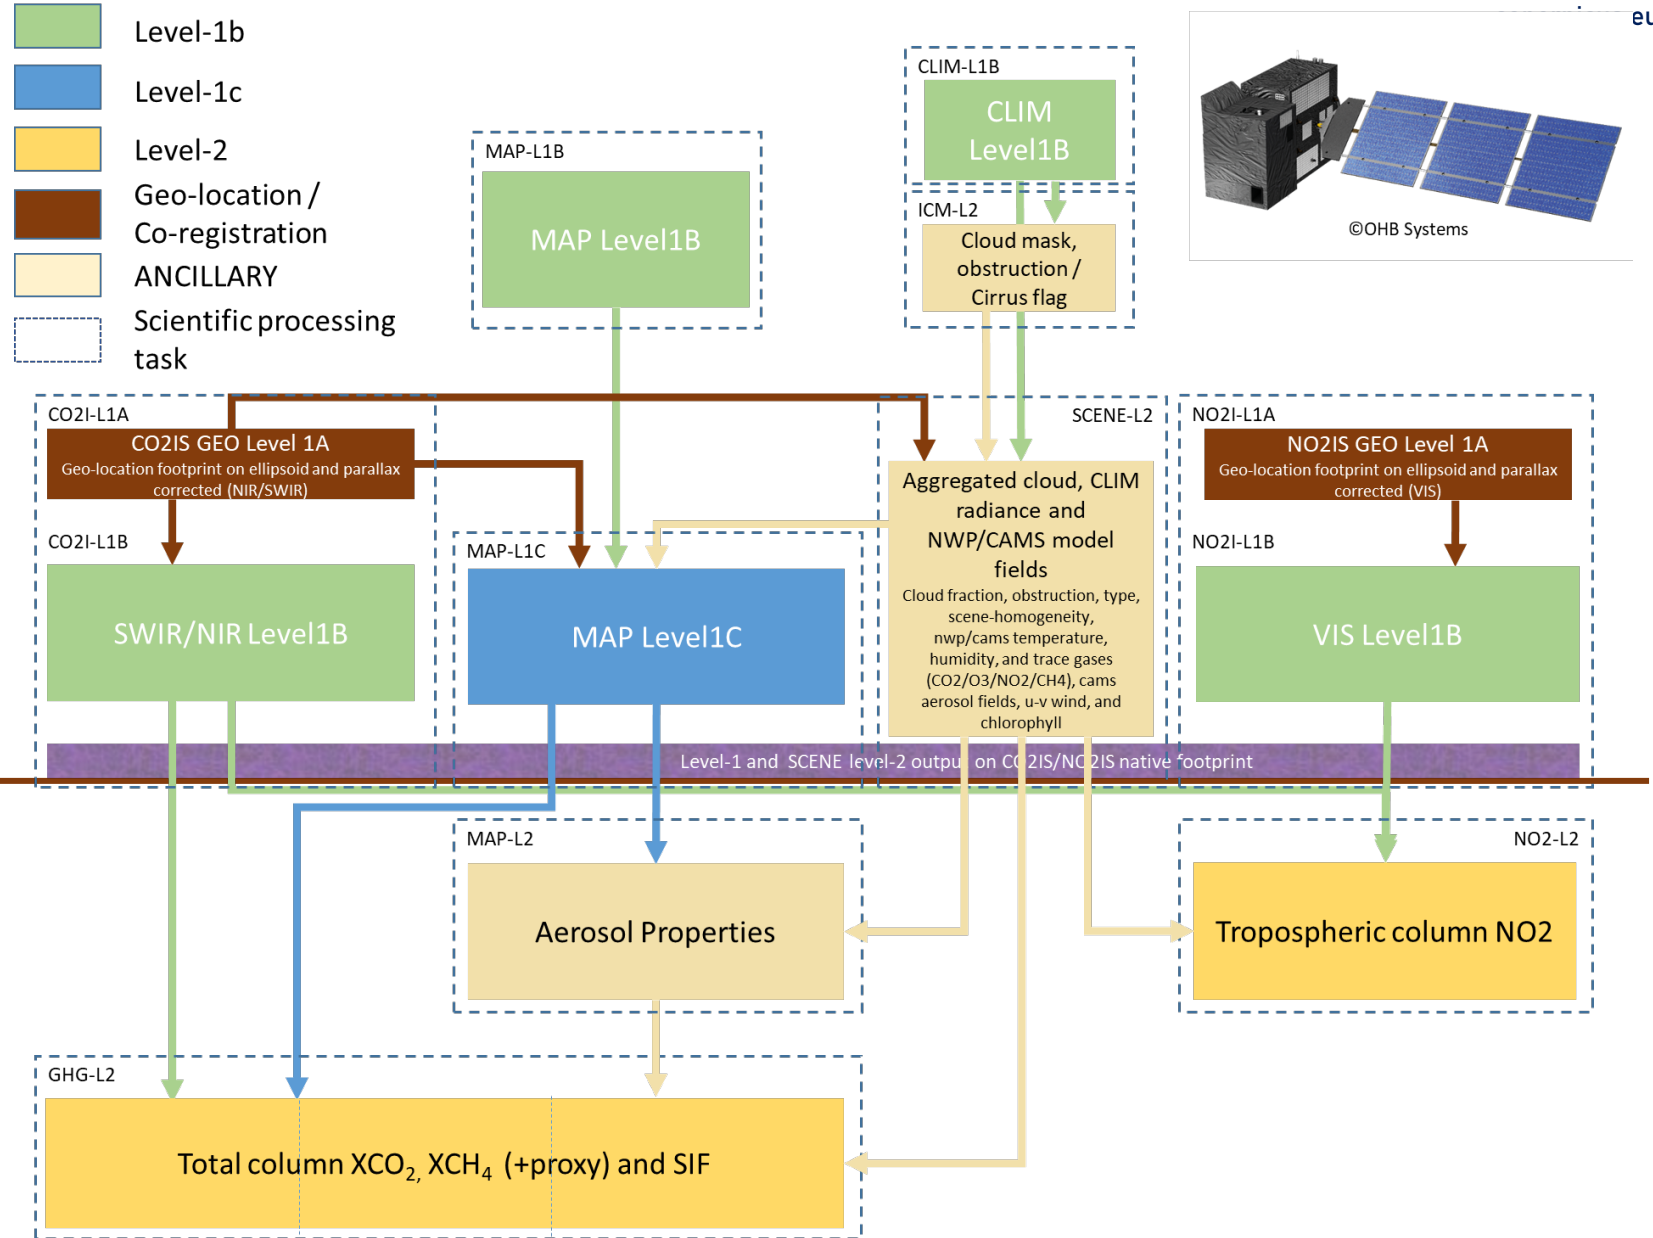 Level-1b
Level-1c
Level-2
Geo-location /
Co-registration
ANCILLARY
Scientific processing
task
CLIM-L1B
CLIM
Level1B
MAP-L1B
MAP Level1B
ICM-L2
Cloud mask,
obstruction /
Cirrus flag
©OHB Systems
CO2I-L1A
CO2IS GEO Level 1A
Geo-location footprint on ellipsoid and parallax
corrected (NIR/SWIR)
CO2I-L1B
SWIR/NIR Level1B
MAP-L1C
MAP Level1C
SCENE-L2
Aggregated cloud, CLIM
radiance and
NWP/CAMS model
fields
Cloud fraction, obstruction, type,
scene-homogeneity,
nwp/cams temperature,
humidity, and trace gases
(CO2/O3/NO2/CH4), cams
aerosol fields, u-v wind, and
chlorophyll
NO2I-L1A
NO2IS GEO Level 1A
Geo-location footprint on ellipsoid and parallax
corrected (VIS)
NO2I-L1B
VIS Level1B
Level-1 and SCENE level-2 output on CO2IS/NO2IS native footprint
MAP-L2
Aerosol Properties
NO2-L2
Tropospheric column NO2
GHG-L2
Total column XCO2, XCH4 (+proxy) and SIF